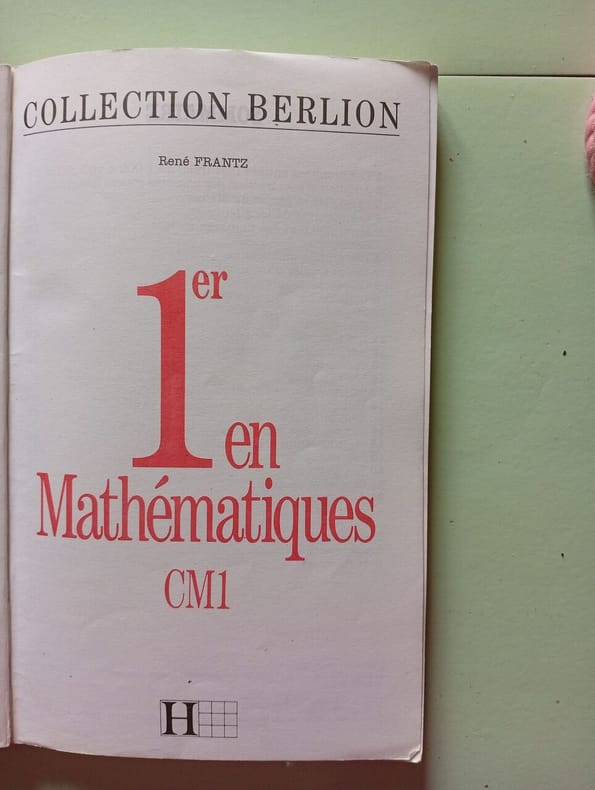 COLLECTION BERLION
René FRANTZ
1er en
Mathématiques
CM1
H